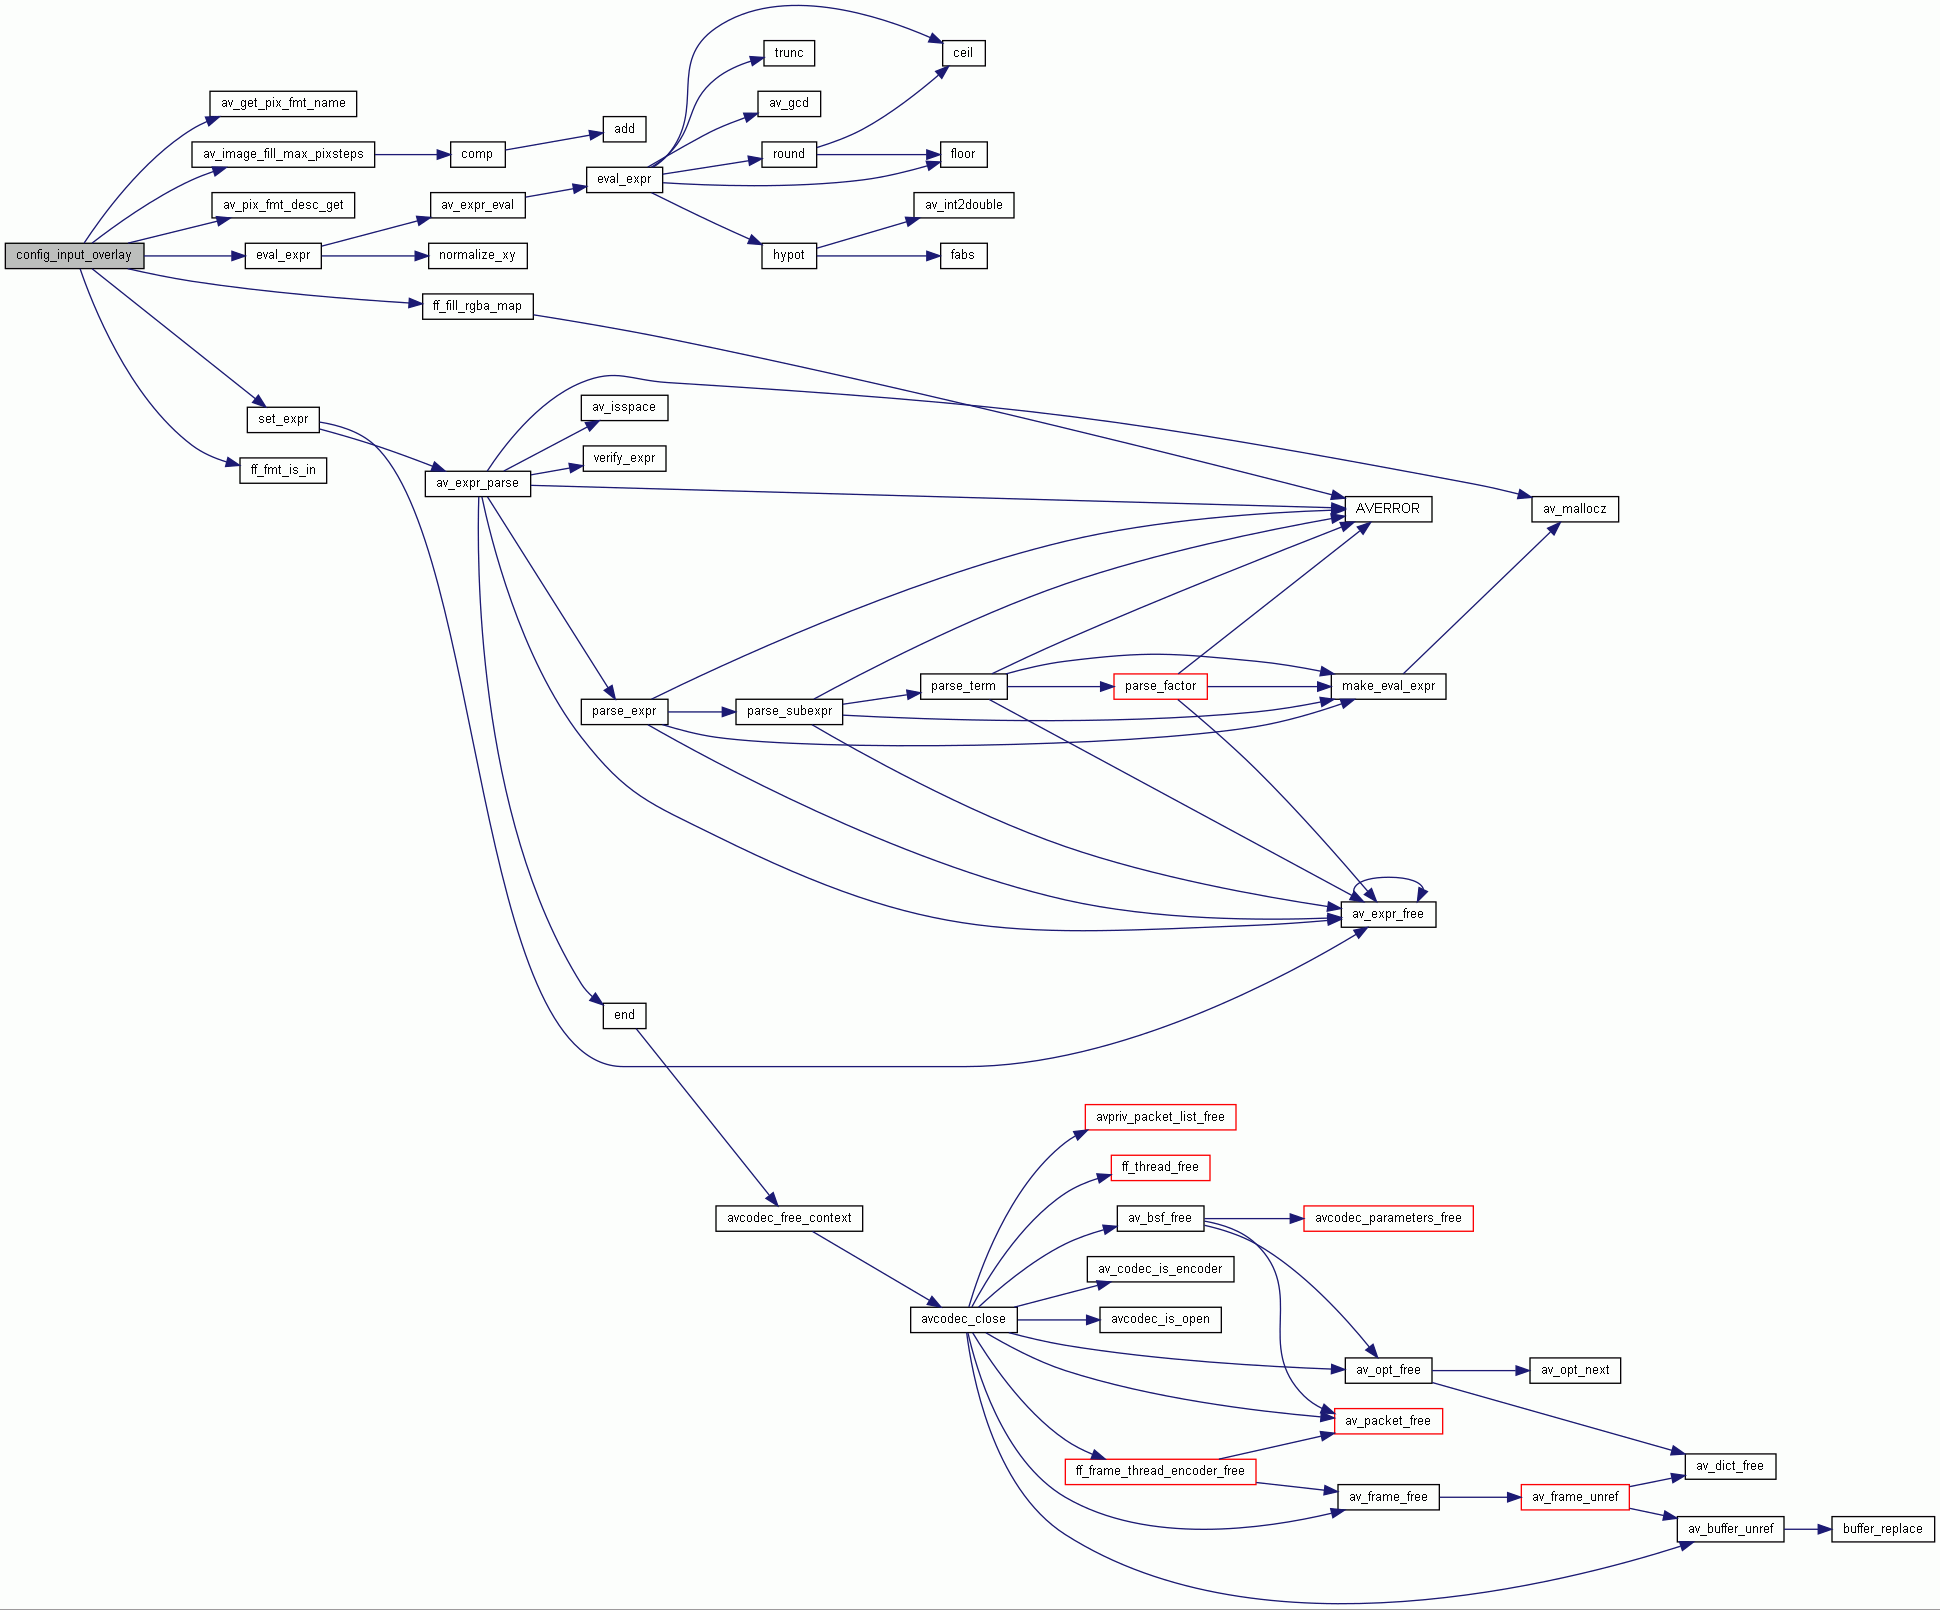 ceil
trunc
av_get_pix_fmt_name
av_gcd
add
av_image_fill_max_pixsteps
comp
round
floor
eval_expr
av_pix_fmt_desc_get
av_expr_eval
av_int2double
config_input_overlay
eval_expr
normalize_xy
hypot
fabs
ff_fill_rgba_map
set_expr
av_isspace
ff_fmt_is_in
verify_expr
av_expr_parse
AVERROR
av_mallocz
parse_term
parse_factor
make_eval_expr
parse_expr
parse_subexpr
av_expr_free
end
avpriv_packet_list_free
ff_thread_free
avcodec_free_context
av_bsf_free
avcodec_parameters_free
av_codec_is_encoder
avcodec_close
avcodec_is_open
av_opt_free
av_opt_next
av_packet_free
ff_frame_thread_encoder_free
av_dict_free
av_frame_free
av_frame_unref
av_buffer_unref
buffer_replace